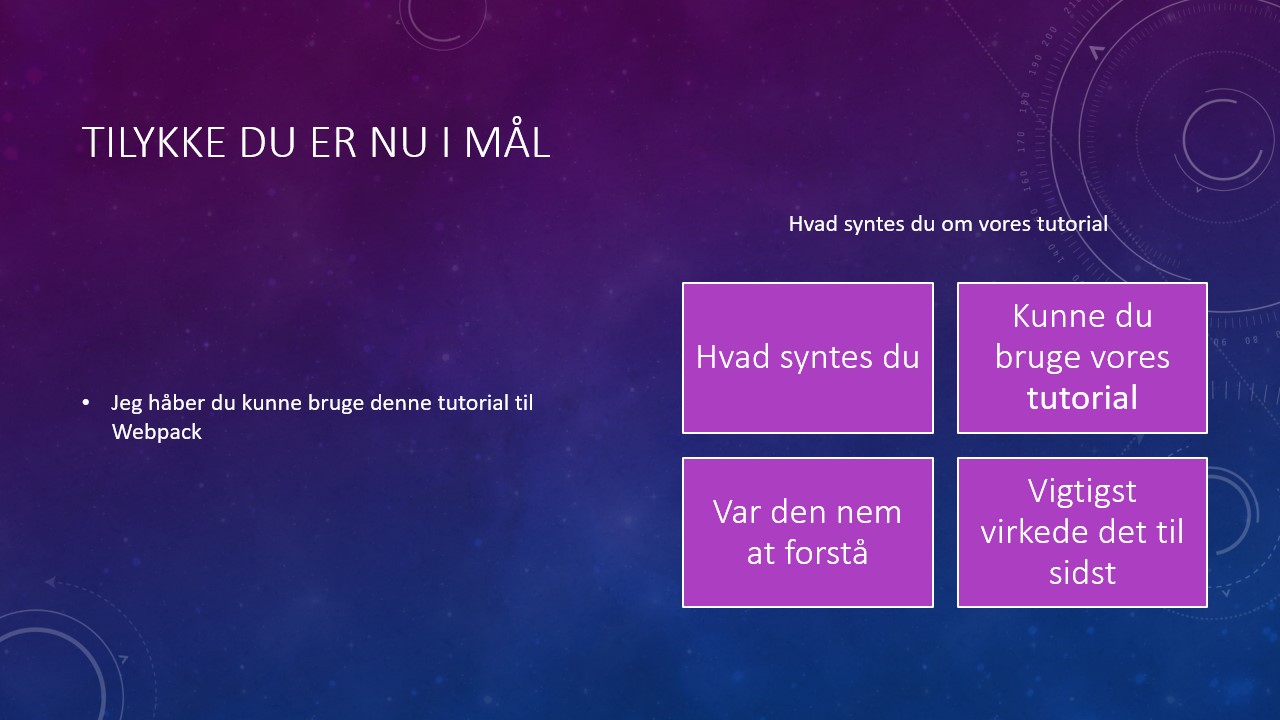 TILYKKE DU ER NU I MÅL
• Jeg håber du kunne bruge denne tutorial til
Webpack
Hvad syntes du om vores tutorial
Hvad syntes du
Kunne du
bruge vores
tutorial
Var den nem
at forstå
Vigtigst
virkede det til
sidst